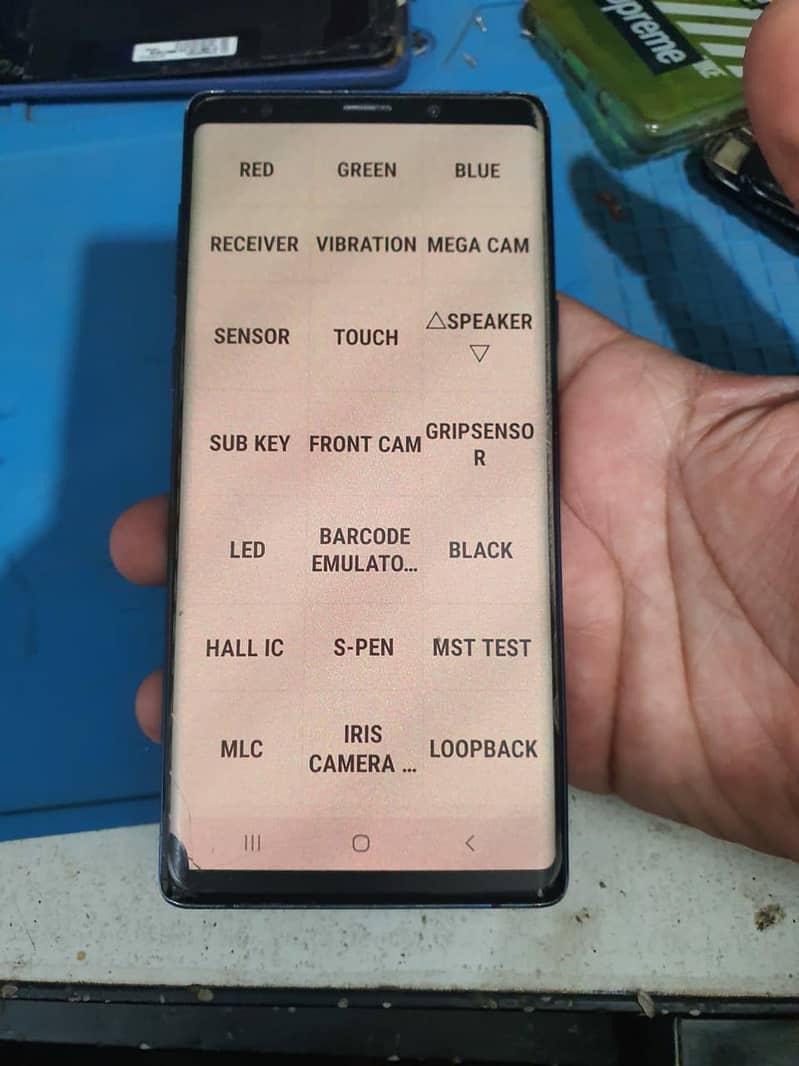 upreme
RED GREEN BLUE
RECEIVER VIBRATION MEGA CAM
SENSOR TOUCH △SPEAKER
▽
SUB KEY FRONT CAM GRIPSENSO
R
LED BARCODE
EMULATO... BLACK
HALL IC S-PEN MST TEST
MLC IRIS
CAMERA ... LOOPBACK